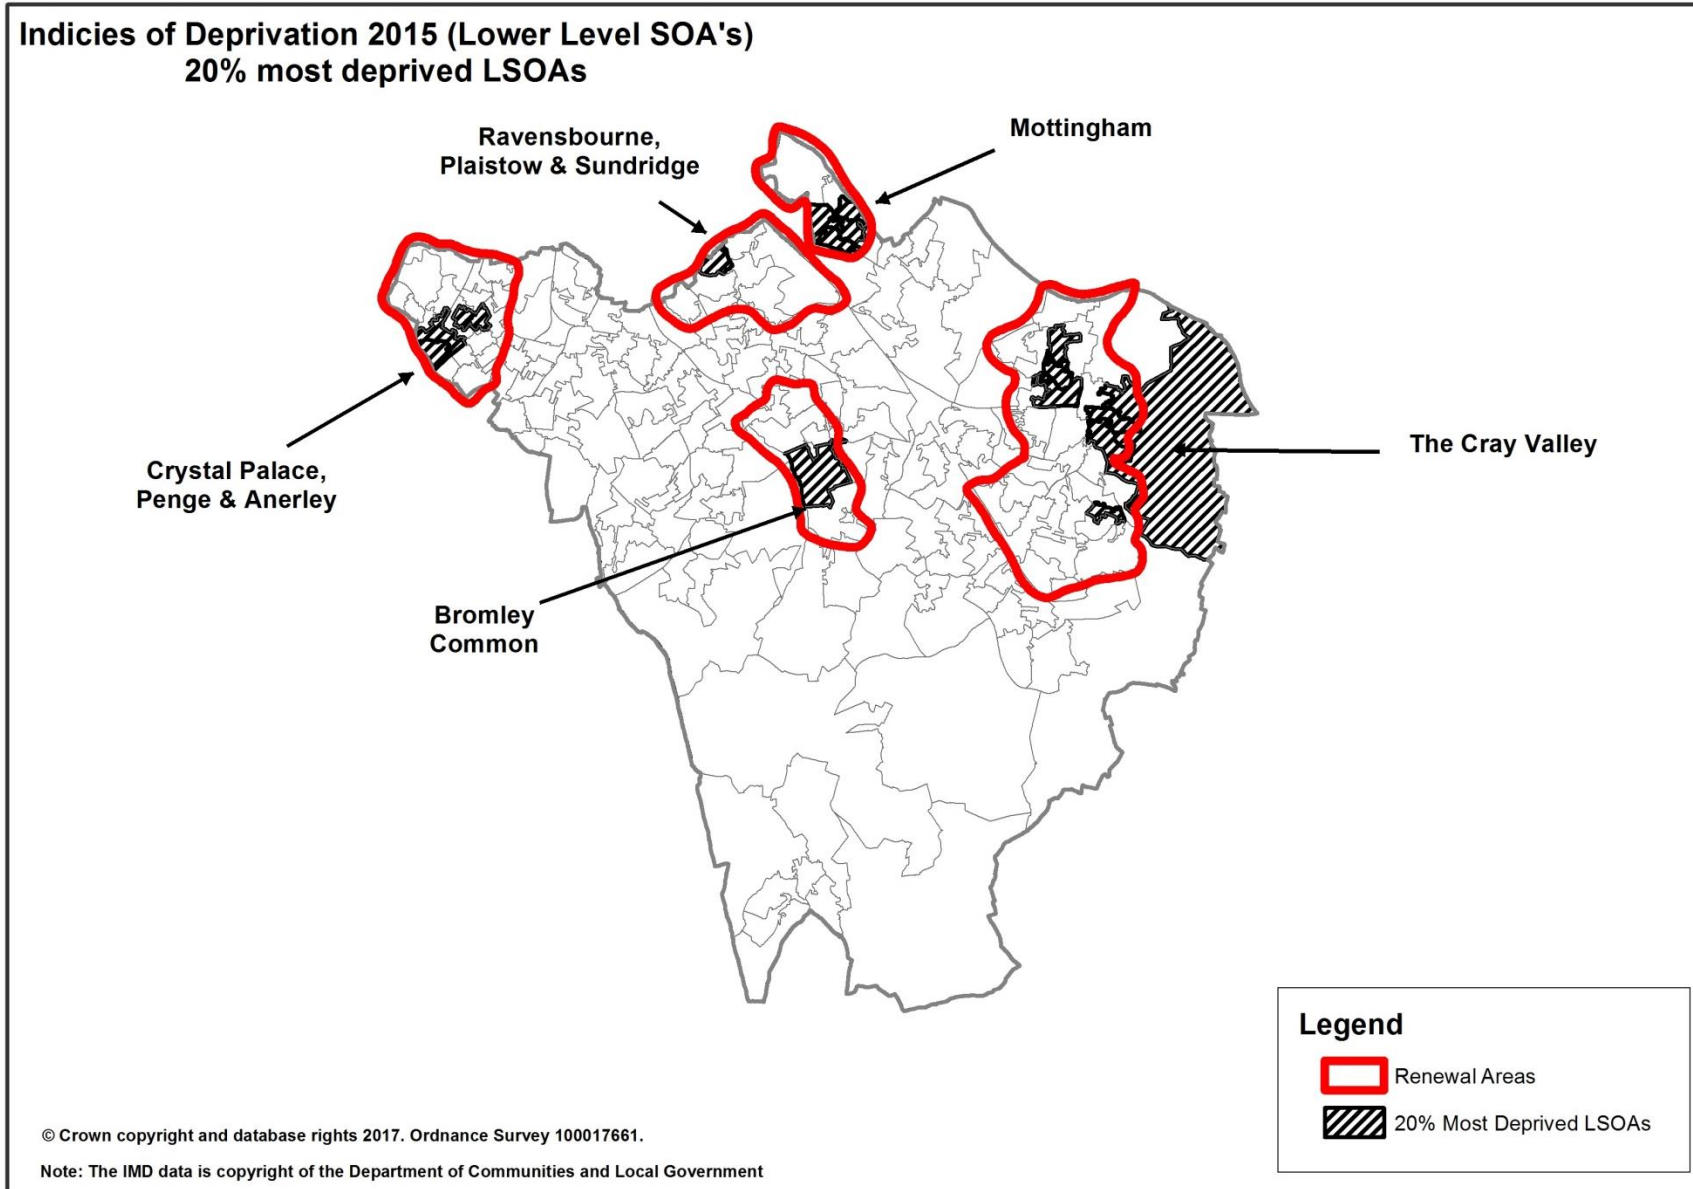 Indicies of Deprivation 2015 (Lower Level SOA's)
20% most deprived LSOAs
Ravensbourne,
Plaistow & Sundridge
Mottingham
Crystal Palace,
Penge & Anerley
The Cray Valley
Bromley
Common
Legend
Renewal Areas
20% Most Deprived LSOAs
© Crown copyright and database rights 2017. Ordnance Survey 100017661.
Note: The IMD data is copyright of the Department of Communities and Local Government